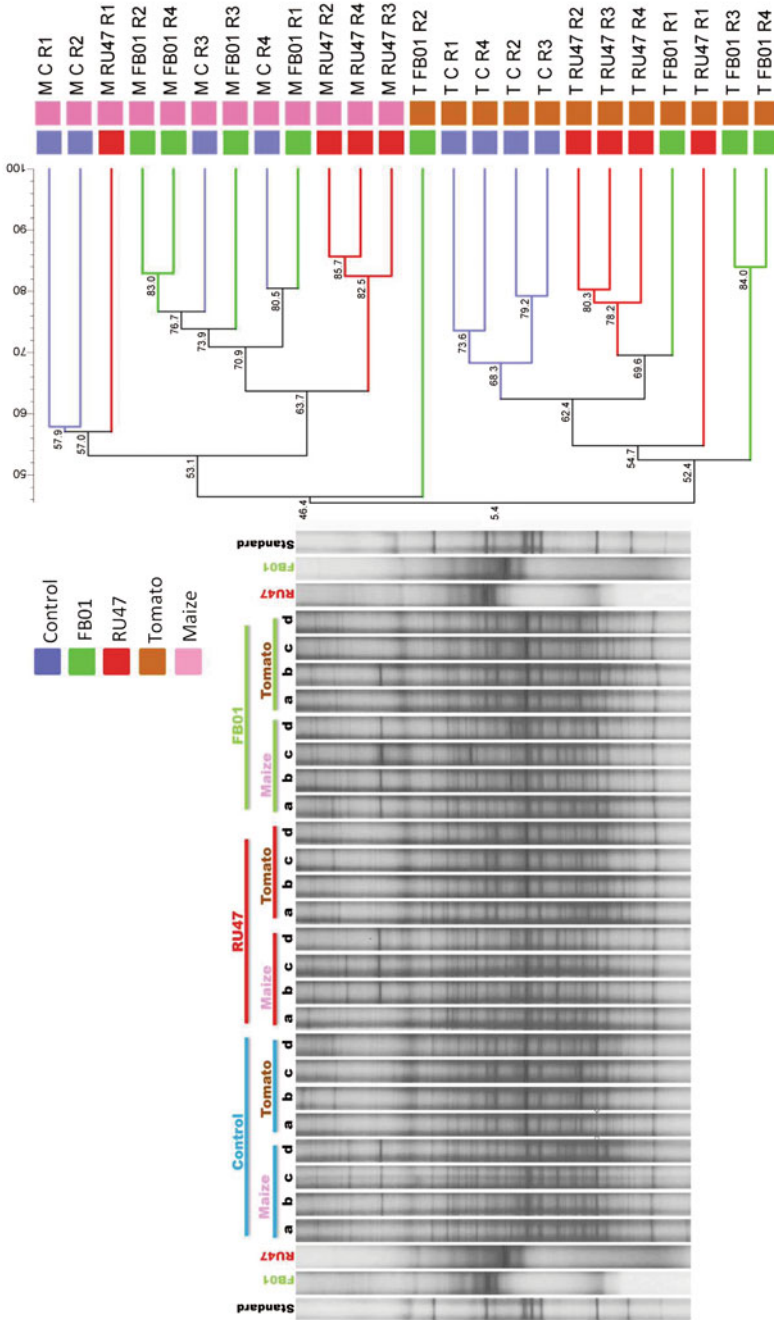 M C R1
M C R2
M RU47 R1
M FB01 R2
M FB01 R4
M C R3
M FB01 R3
M C R4
M FB01 R1
M RU47 R2
M RU47 R4
M RU47 R3
T FB01 R2
T C R1
T C R4
T C R2
T C R3
T RU47 R2
T RU47 R3
T RU47 R4
T FB01 R1
T RU47 R1
T FB01 R3
T FB01 R4
100
90
80
70
60
50
57.9
57.0
83.0
76.7
73.9
70.9
80.5
85.7
82.5
63.7
53.1
46.4
5.4
73.6
68.3
79.2
62.4
80.3
78.2
69.6
54.7
52.4
84.0
Control
FB01
RU47
Tomato
Maize
Control
RU47
FB01
Maize
Tomato
Maize
Tomato
Maize
Tomato
Standard
FB01
RU47
a
b
c
d
a
b
c
d
a
b
c
d
a
b
c
d
a
b
c
d
a
b
c
d
RU47
FB01
Standard